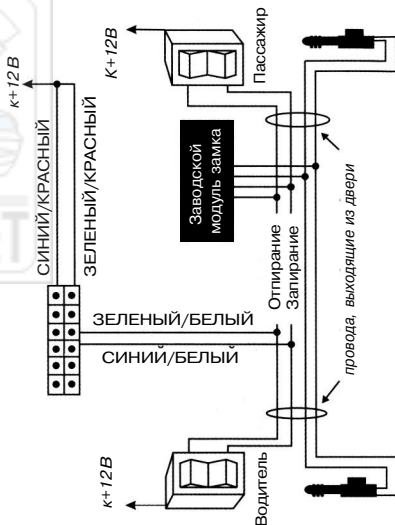 к+12В
СИНИЙ/КРАСНЫЙ
ЗЕЛЕНЫЙ/КРАСНЫЙ
К+12В
Пассажир
Заводской
модуль замка
ЗЕЛЕНЫЙ/БЕЛЫЙ
СИНИЙ/БЕЛЫЙ
Отпирание
Запирание
провода, выходящие из двери
к+12В
Водитель